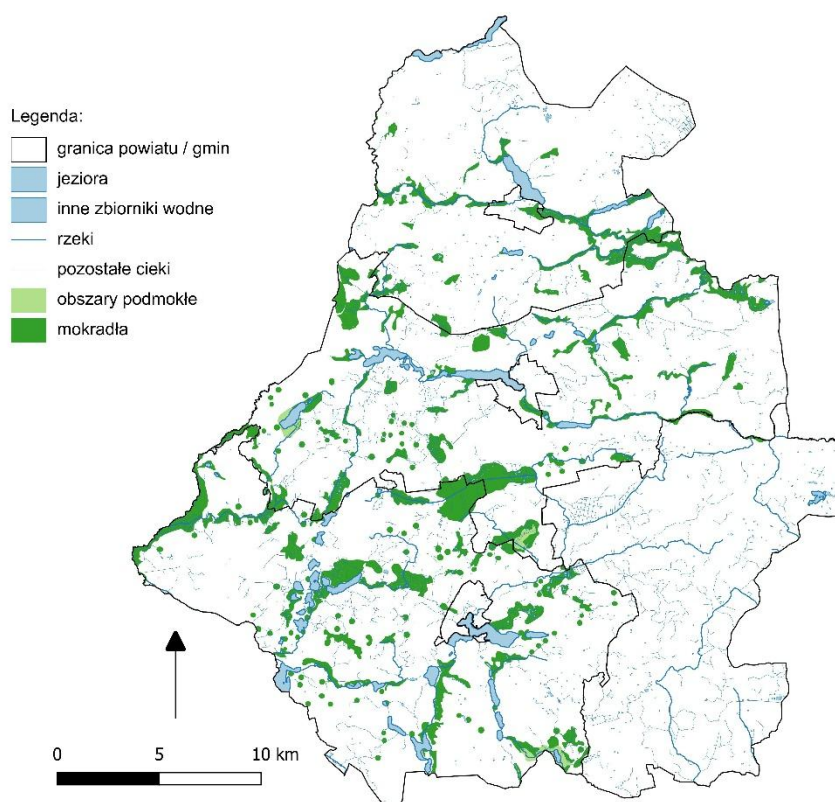 Legenda:
granica powiatu / gmin
jeziora
inne zbiorniki wodne
rzeki
pozostałe cieki
obszary podmokłe
mokradła
0 5 10 km